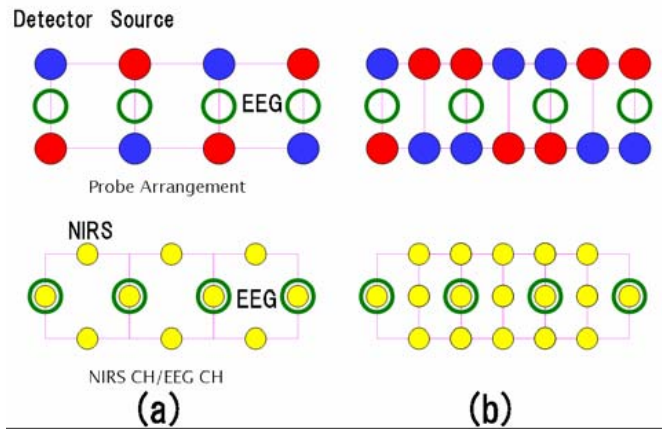 Detector Source
EEG
Probe Arrangement
NIRS
EEG
NIRS CH/EEG CH
(a) (b)